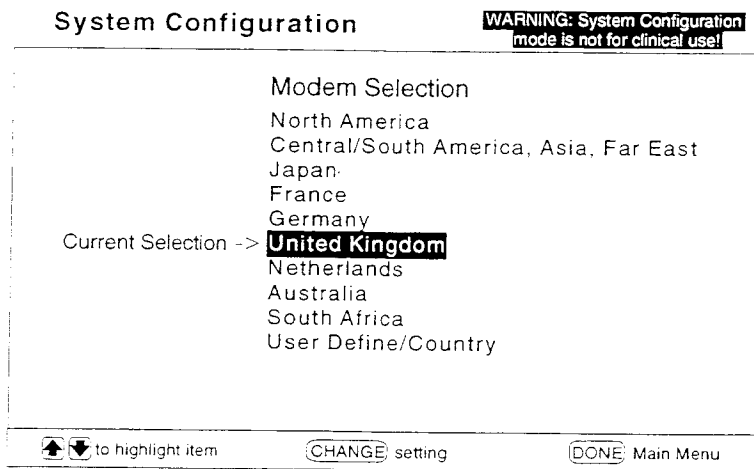 System Configuration
WARNING: System Configuration
mode is not for clinical use!
Modem Selection
North America
Central/South America, Asia, Far East
Japan
France
Germany
Current Selection -> United Kingdom
Netherlands
Australia
South Africa
User Define/Country
to highlight item CHANGE setting DONE Main Menu